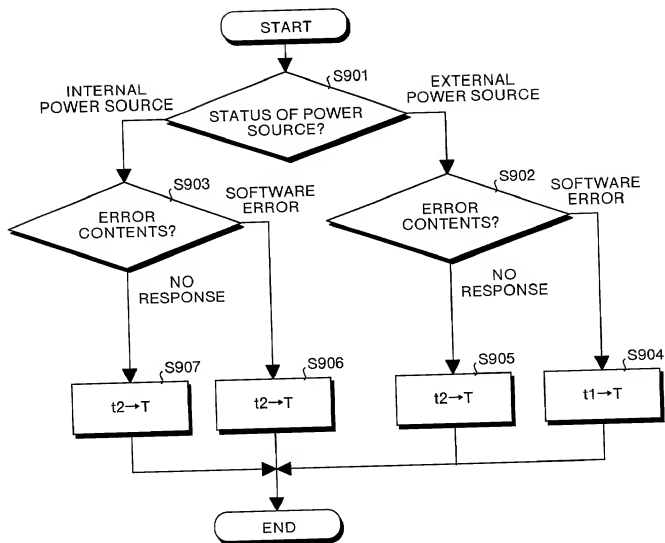 START
S901
INTERNAL
POWER SOURCE
EXTERNAL
POWER SOURCE
STATUS OF POWER
SOURCE?
S903
SOFTWARE
ERROR
S902
SOFTWARE
ERROR
ERROR
CONTENTS?
ERROR
CONTENTS?
NO
RESPONSE
NO
RESPONSE
S907
S906
S905
S904
t2→T
t2→T
t2→T
t1→T
END